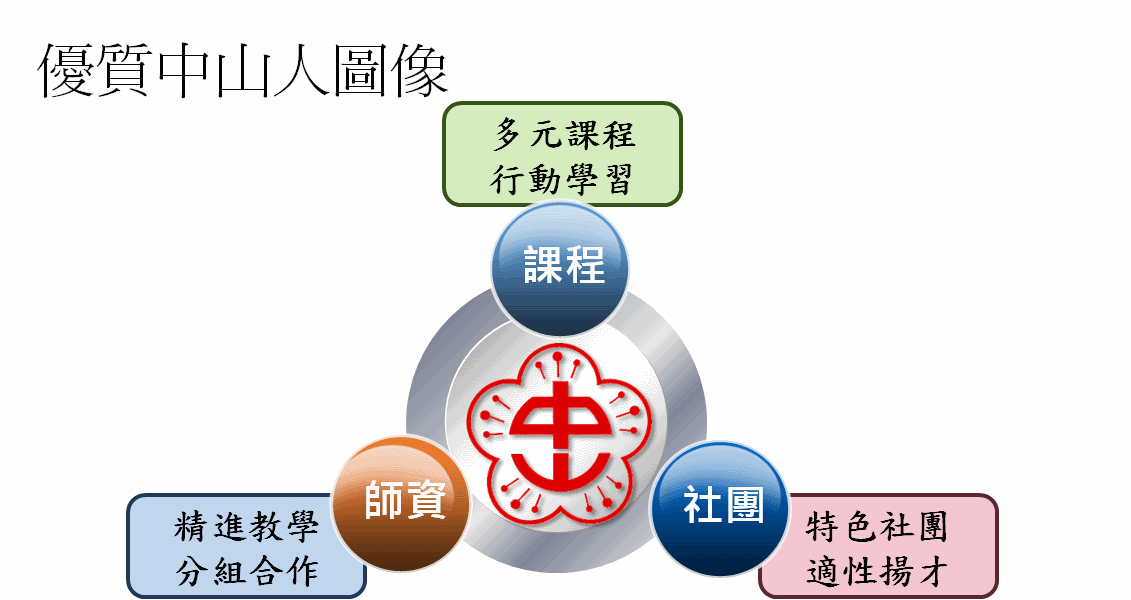 優質中山人圖像
多元課程
行動學習
課程
師資
社團
精進教學
分組合作
特色社團
適性揚才